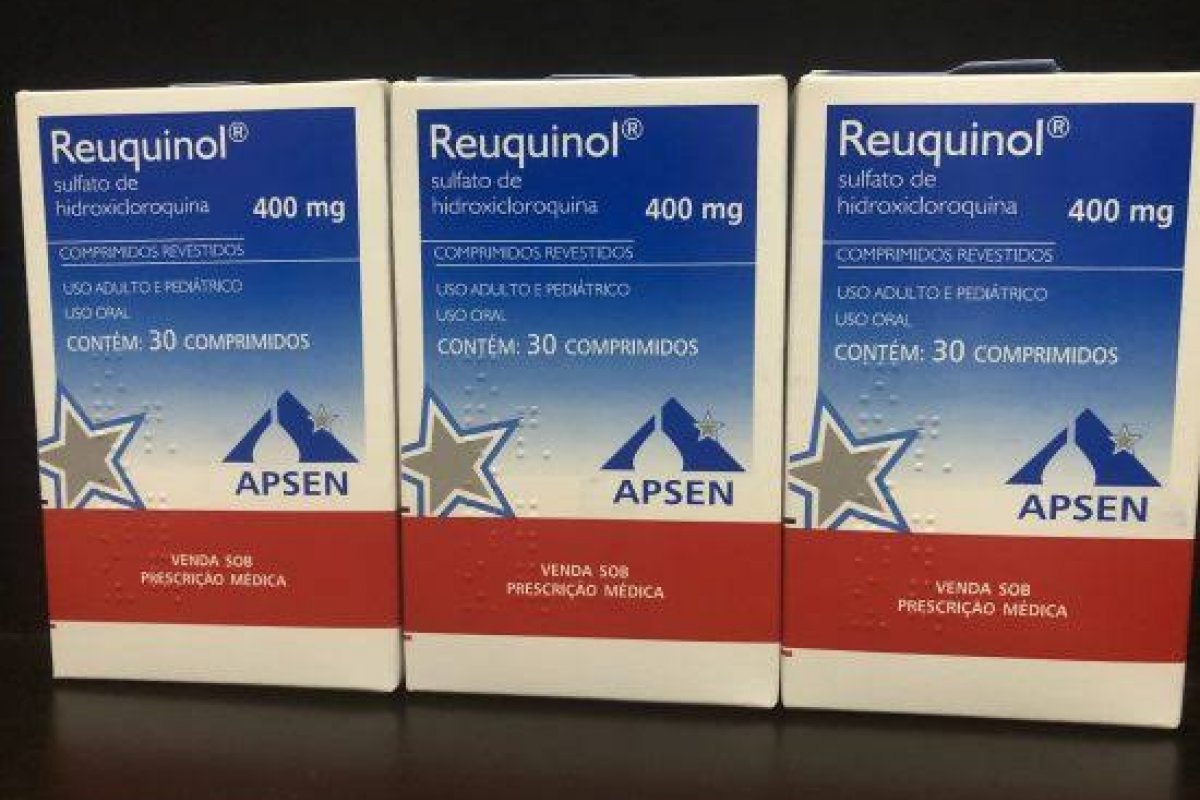 Reuquinol®
sulfato de
hidroxicloroquina 400 mg
COMPRIMIDOS REVESTIDOS
USO ADULTO E PEDIÁTRICO
USO ORAL
CONTÉM: 30 COMPRIMIDOS
APSEN
VENDA SOB
PRESCRIÇÃO MÉDICA
Reuquinol®
sulfato de
hidroxicloroquina 400 mg
COMPRIMIDOS REVESTIDOS
USO ADULTO E PEDIÁTRICO
USO ORAL
CONTÉM: 30 COMPRIMIDOS
APSEN
VENDA SOB
PRESCRIÇÃO MÉDICA
Reuquinol®
sulfato de
hidroxicloroquina 400 mg
COMPRIMIDOS REVESTIDOS
USO ADULTO E PEDIÁTRICO
USO ORAL
CONTÉM: 30 COMPRIMIDOS
APSEN
VENDA SOB
PRESCRIÇÃO MÉDICA